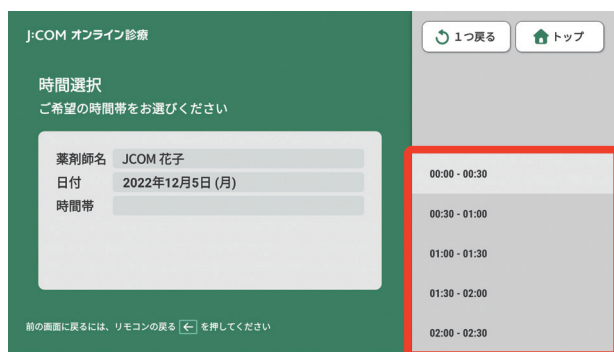 J:COM オンライン診療
1つ戻る
トップ
時間選択
ご希望の時間帯をお選びください
薬剤師名 JCOM 花子
日付 2022年12月5日 (月)
時間帯
00:00 - 00:30
00:30 - 01:00
01:00 - 01:30
01:30 - 02:00
02:00 - 02:30
前の画面に戻るには、リモコンの戻る ← を押してください